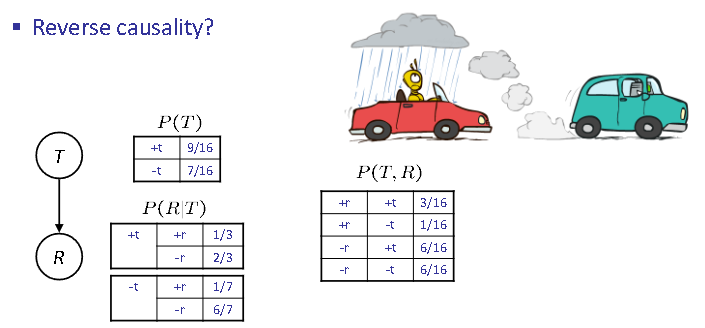 Reverse causality?
P(T)
+t 9/16
-t 7/16
T
R
P(R|T)
+t +r 1/3
-r 2/3
-t +r 1/7
-r 6/7
P(T, R)
+r +t 3/16
+r -t 1/16
-r +t 6/16
-r -t 6/16